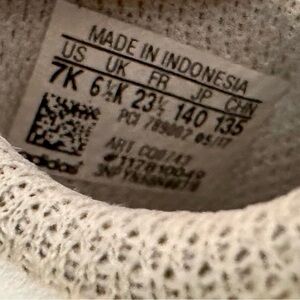 MADE IN INDONESIA
US UK FR JP CHN
7K 6½K 23½ 140 135
PCI 789002 05/17
ART CQ0742
adidas